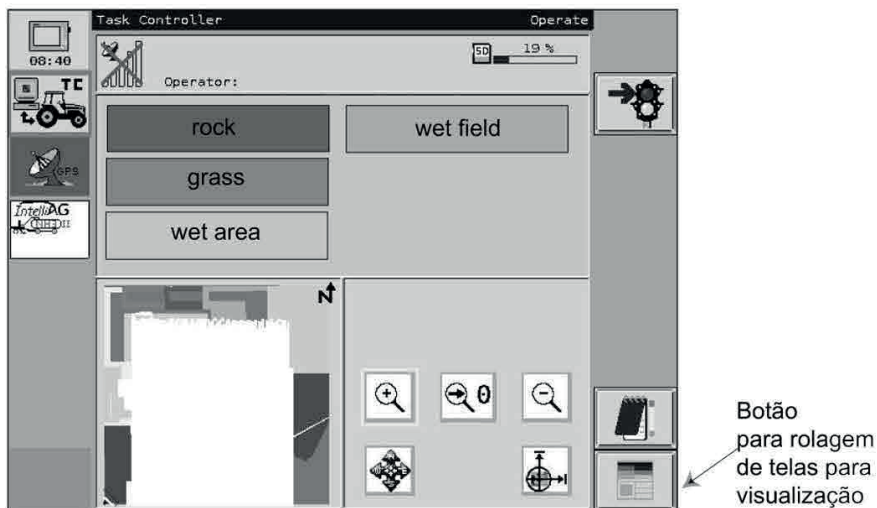 Task Controller Operate
08:40
SD 19 %
Operator:
TC
rock wet field
GPS
grass
IntelliAG
wet area
N
0
Botão
para rolagem
de telas para
visualização